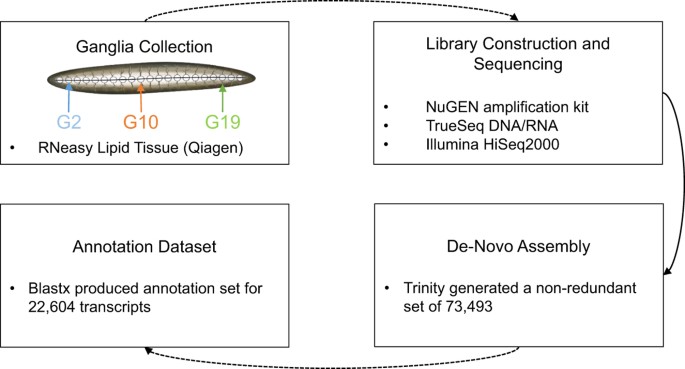 Ganglia Collection
G2 G10 G19
• RNeasy Lipid Tissue (Qiagen)
Library Construction and
Sequencing
• NuGEN amplification kit
• TrueSeq DNA/RNA
• Illumina HiSeq2000
De-Novo Assembly
• Trinity generated a non-redundant
set of 73,493
Annotation Dataset
• Blastx produced annotation set for
22,604 transcripts